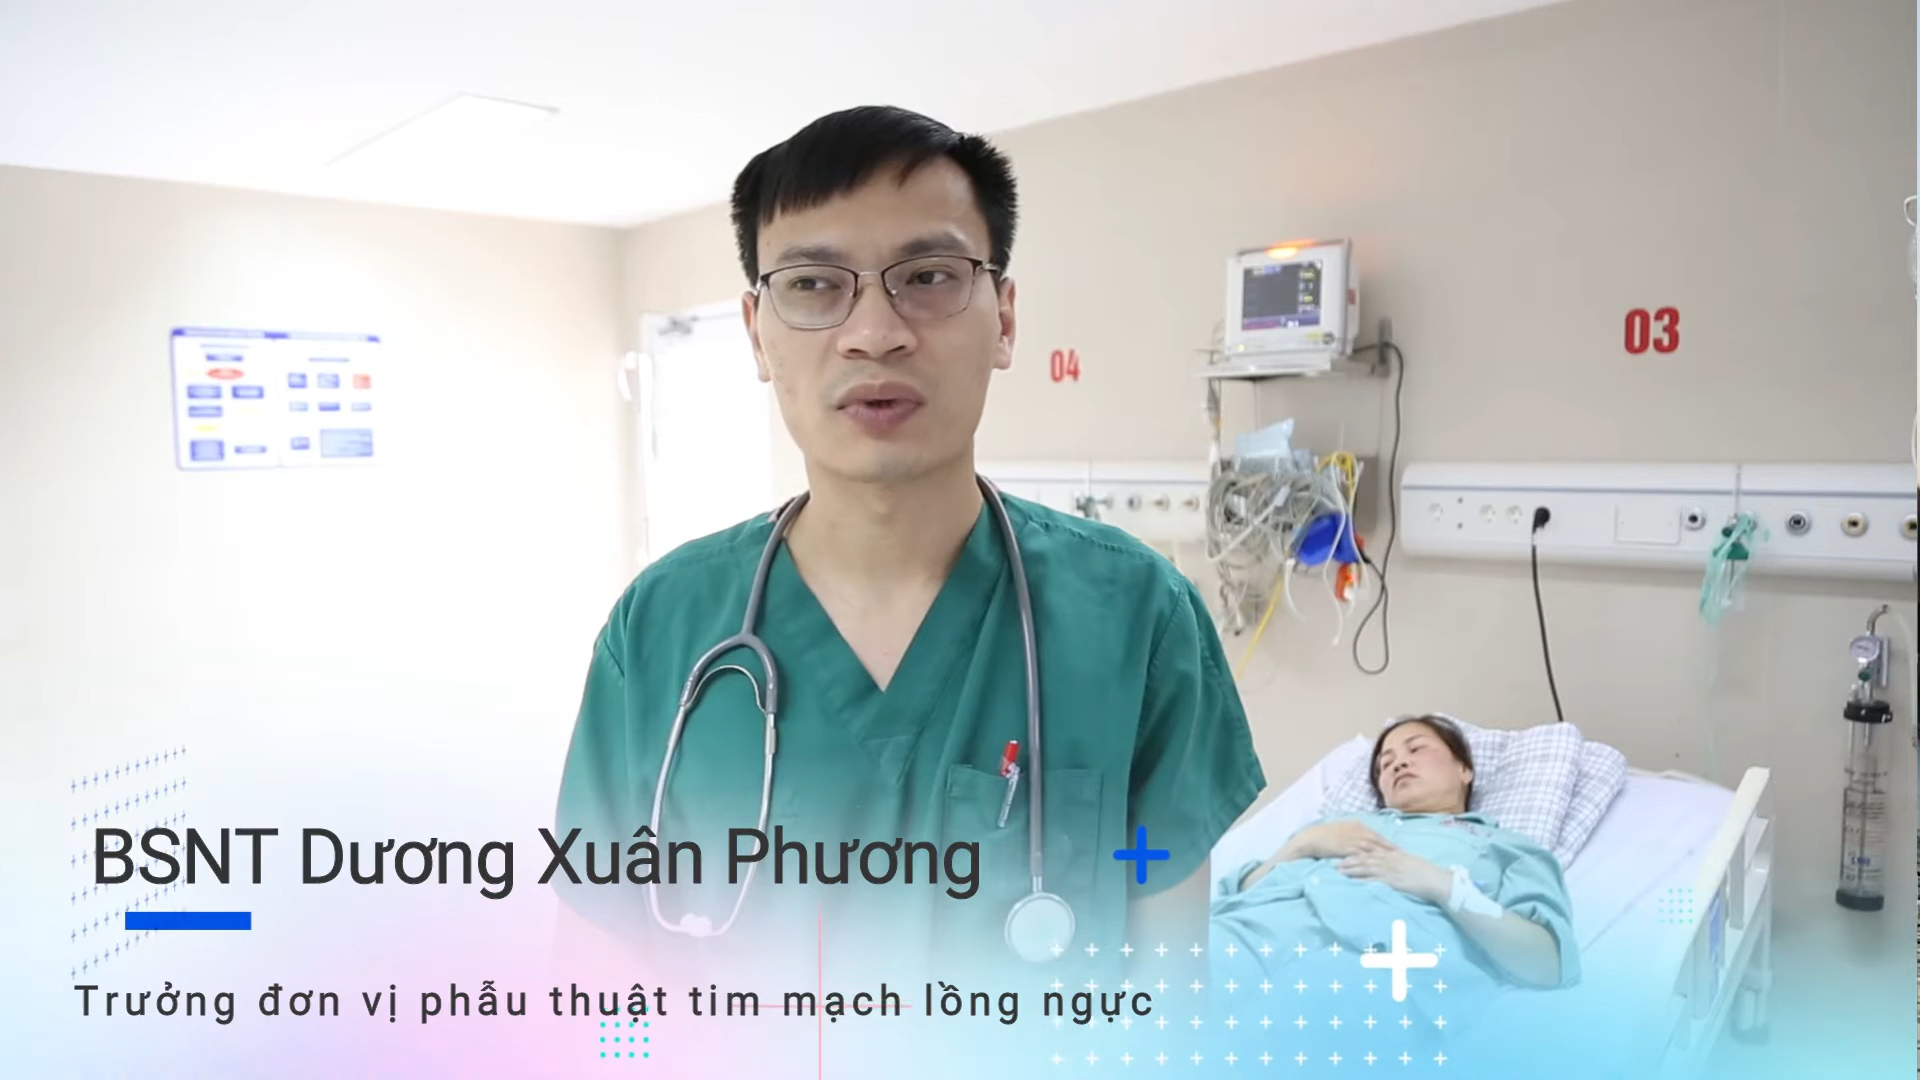 04
03
BSNT Dương Xuân Phương
Trưởng đơn vị phẫu thuật tim mạch lồng ngực